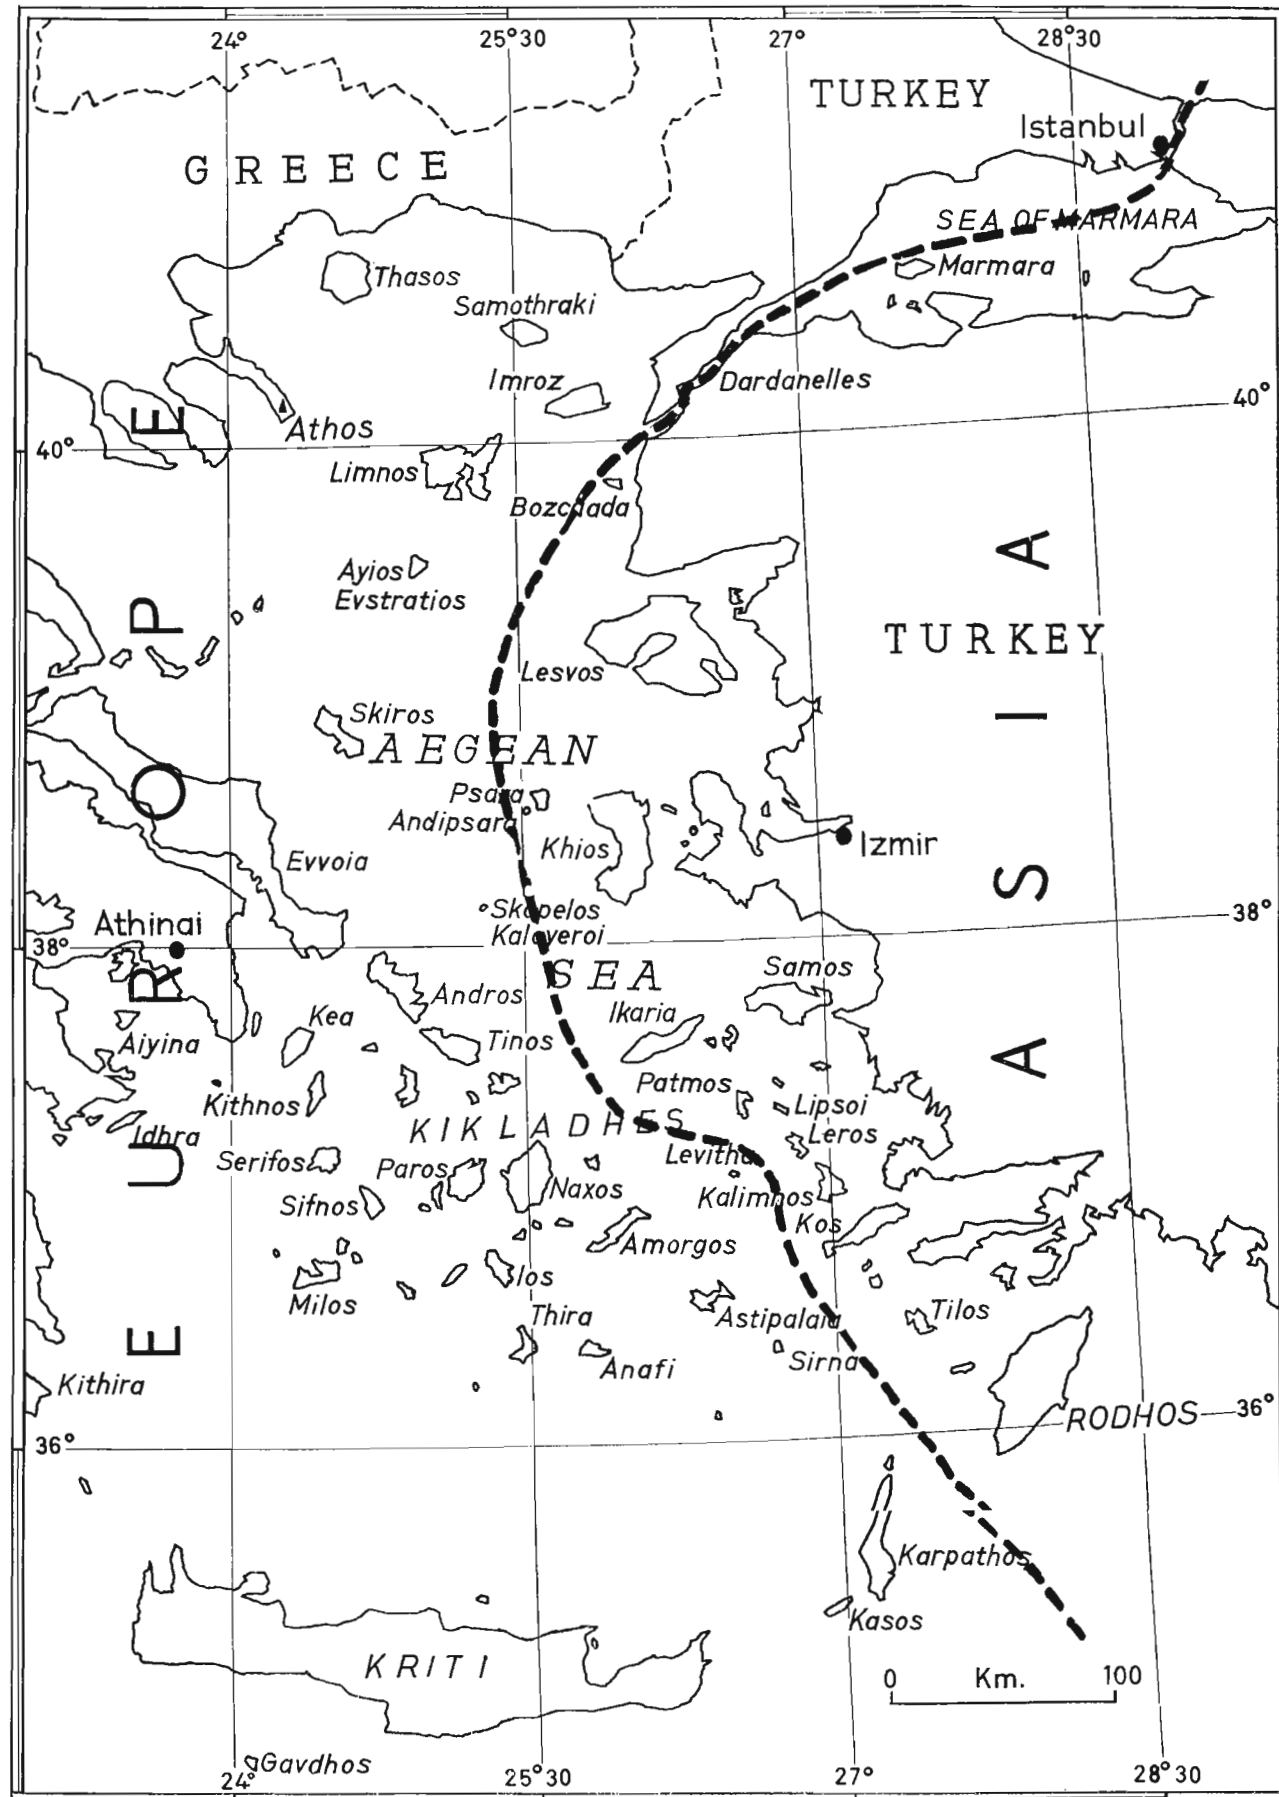 24°
25°30
27°
28°30
TURKEY
Istanbul
GREECE
SEA OF MARMARA
Marmara
Thasos
Samothraki
Imroz
Dardanelles
40°
Athos
40°
Limnos
Bozcaada
Ayios
Evstratios
TURKEY
Lesvos
Skiros
AEGEAN
Psara
Andipsara
Khios
Izmir
Evvoia
Skopelos
Kaloyeroi
Athinai
38°
38°
SEA
Samos
Andros
Ikaria
Kea
Aiyina
Tinos
Patmos
Kithnos
Lipsoi
KIKLADHES
Idhra
Leros
Levitha
Serifos
Paros
Naxos
Kalimnos
Sifnos
Kos
Amorgos
Ios
Milos
Thira
Astipalaia
Tilos
Anafi
Sirna
Kithira
RODHOS
36°
36°
Karpathos
Kasos
KRITI
0 Km. 100
Gavdhos
24°
25°30
27°
28°30
EUROPE
ASIA